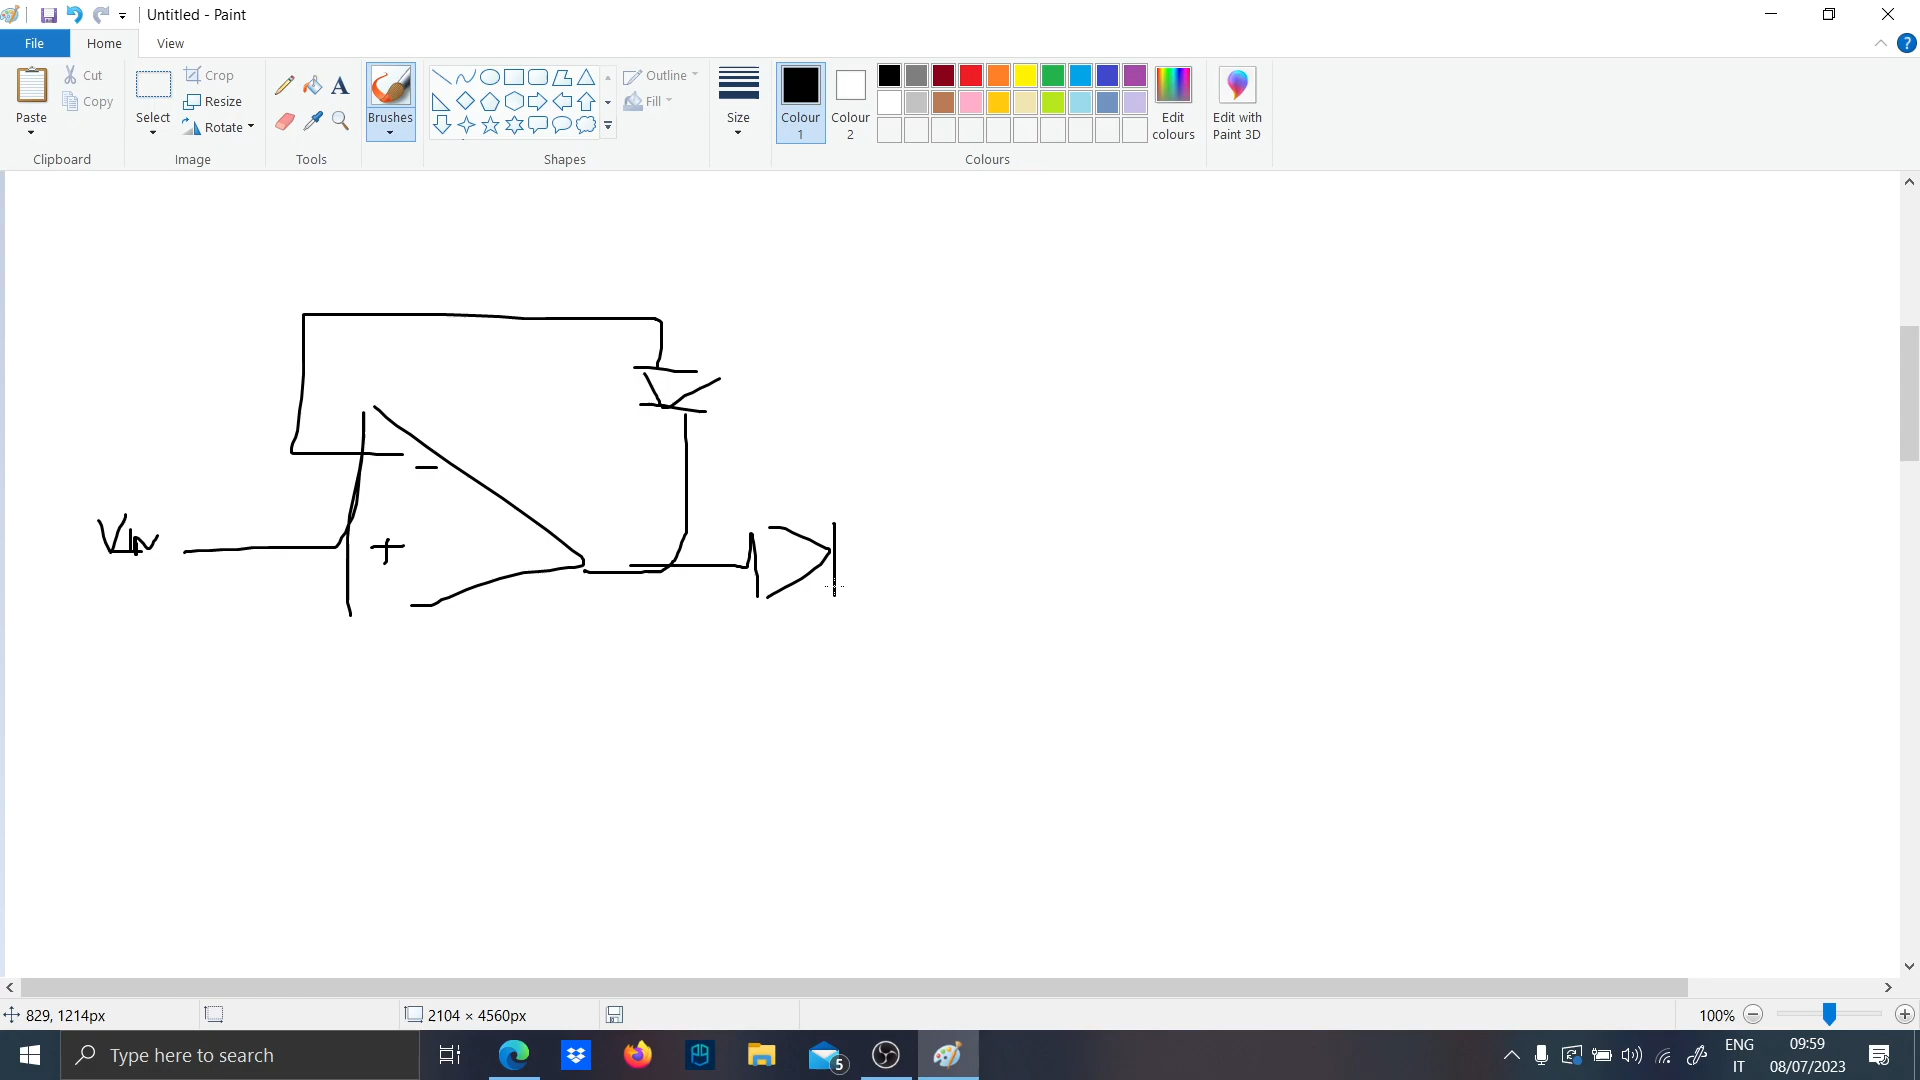 Untitled - Paint
File Home View
Paste
Cut
Copy
Clipboard
Select
Crop
Resize
Rotate
Image
Tools
Brushes
Outline
Fill
Shapes
Size
Colour 1
Colour 2
Edit colours
Colours
Edit with Paint 3D
VIN
−
+
829, 1214px
2104 × 4560px
100%
Type here to search
5
ENG
IT
09:59
08/07/2023